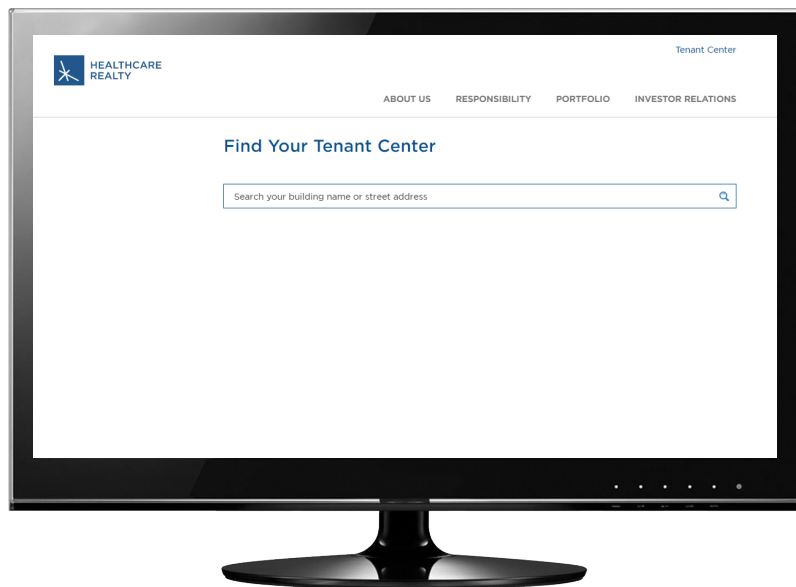 Tenant Center
HEALTHCARE
REALTY
ABOUT US RESPONSIBILITY PORTFOLIO INVESTOR RELATIONS
Find Your Tenant Center
Search your building name or street address